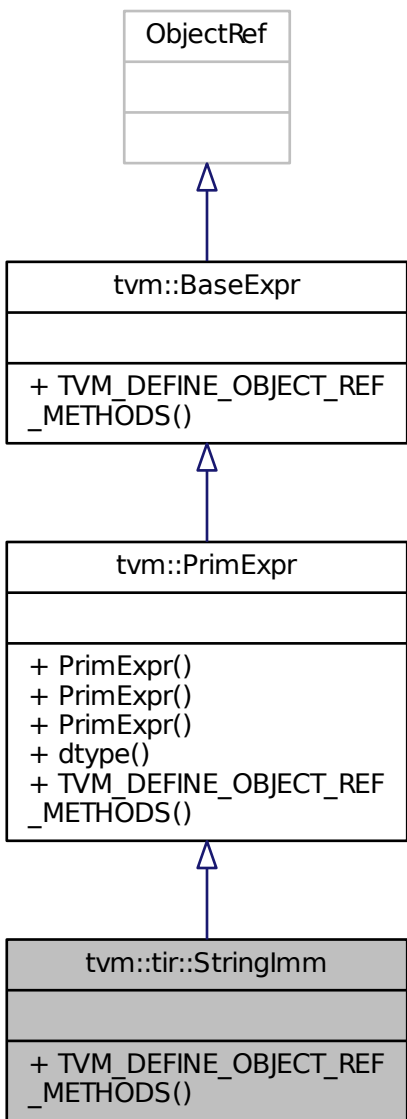 ObjectRef
tvm::BaseExpr
+ TVM_DEFINE_OBJECT_REF
_METHODS()
tvm::PrimExpr
+ PrimExpr()
+ PrimExpr()
+ PrimExpr()
+ dtype()
+ TVM_DEFINE_OBJECT_REF
_METHODS()
tvm::tir::StringImm
+ TVM_DEFINE_OBJECT_REF
_METHODS()